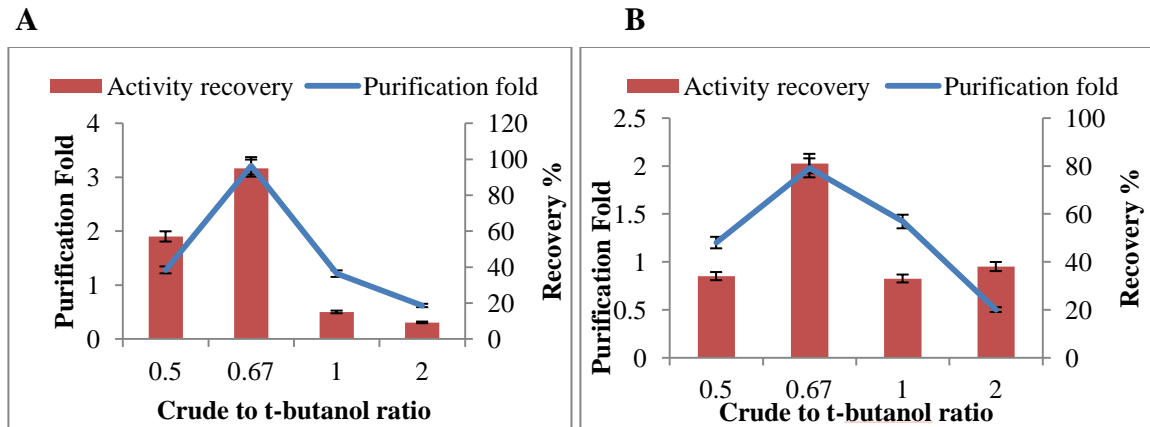 A
Activity recovery
Purification fold
Purification Fold
4
3
2
1
0
120
100
80
60
40
20
0
Recovery %
0.5 0.67 1 2
Crude to t-butanol ratio
B
Activity recovery
Purification fold
Purification Fold
2.5
2
1.5
1
0.5
0
100
80
60
40
20
0
Recovery %
0.5 0.67 1 2
Crude to t-butanol ratio